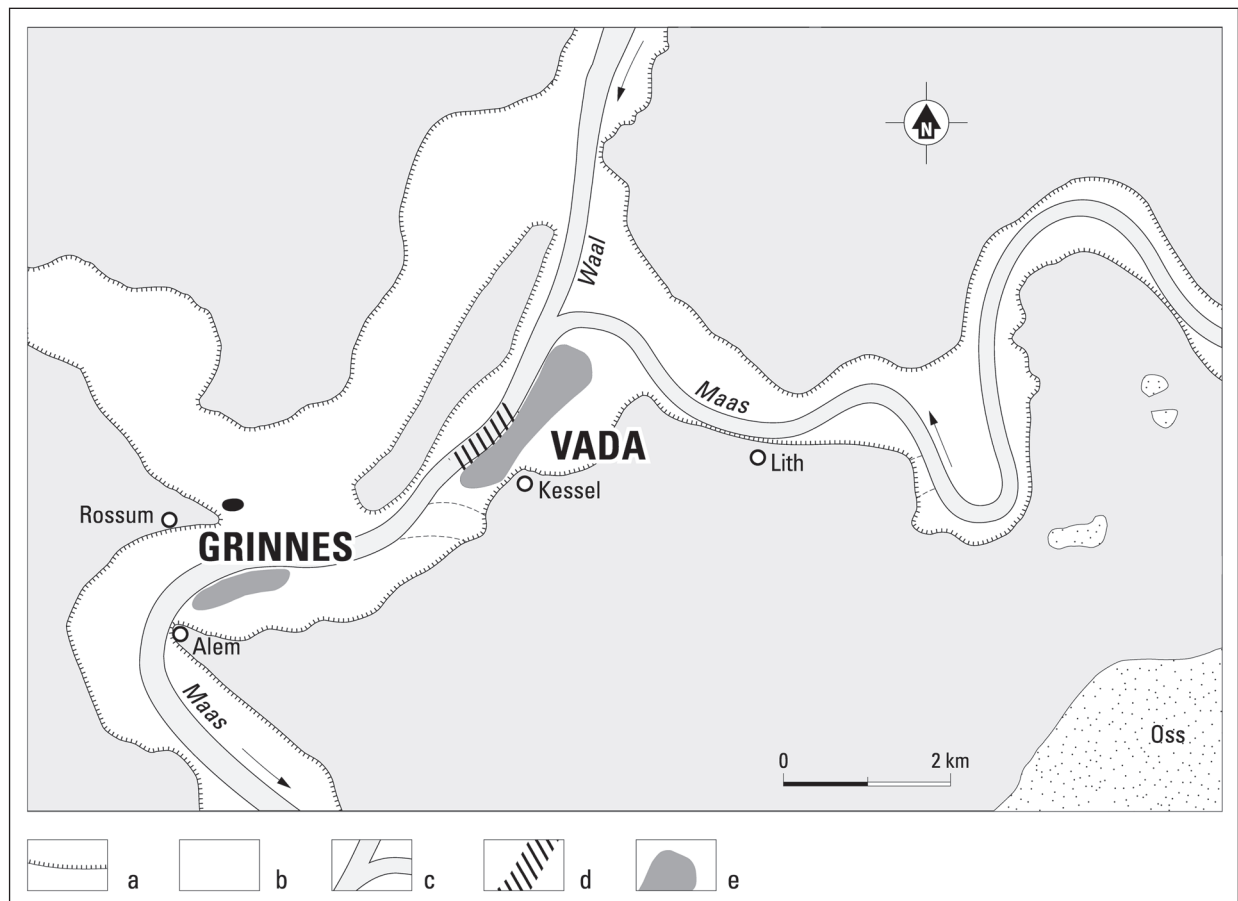 N
Waal
Maas
VADA
Lith
Kessel
Rossum
GRINNES
Alem
Maas
Oss
0 2 km
a b c d e